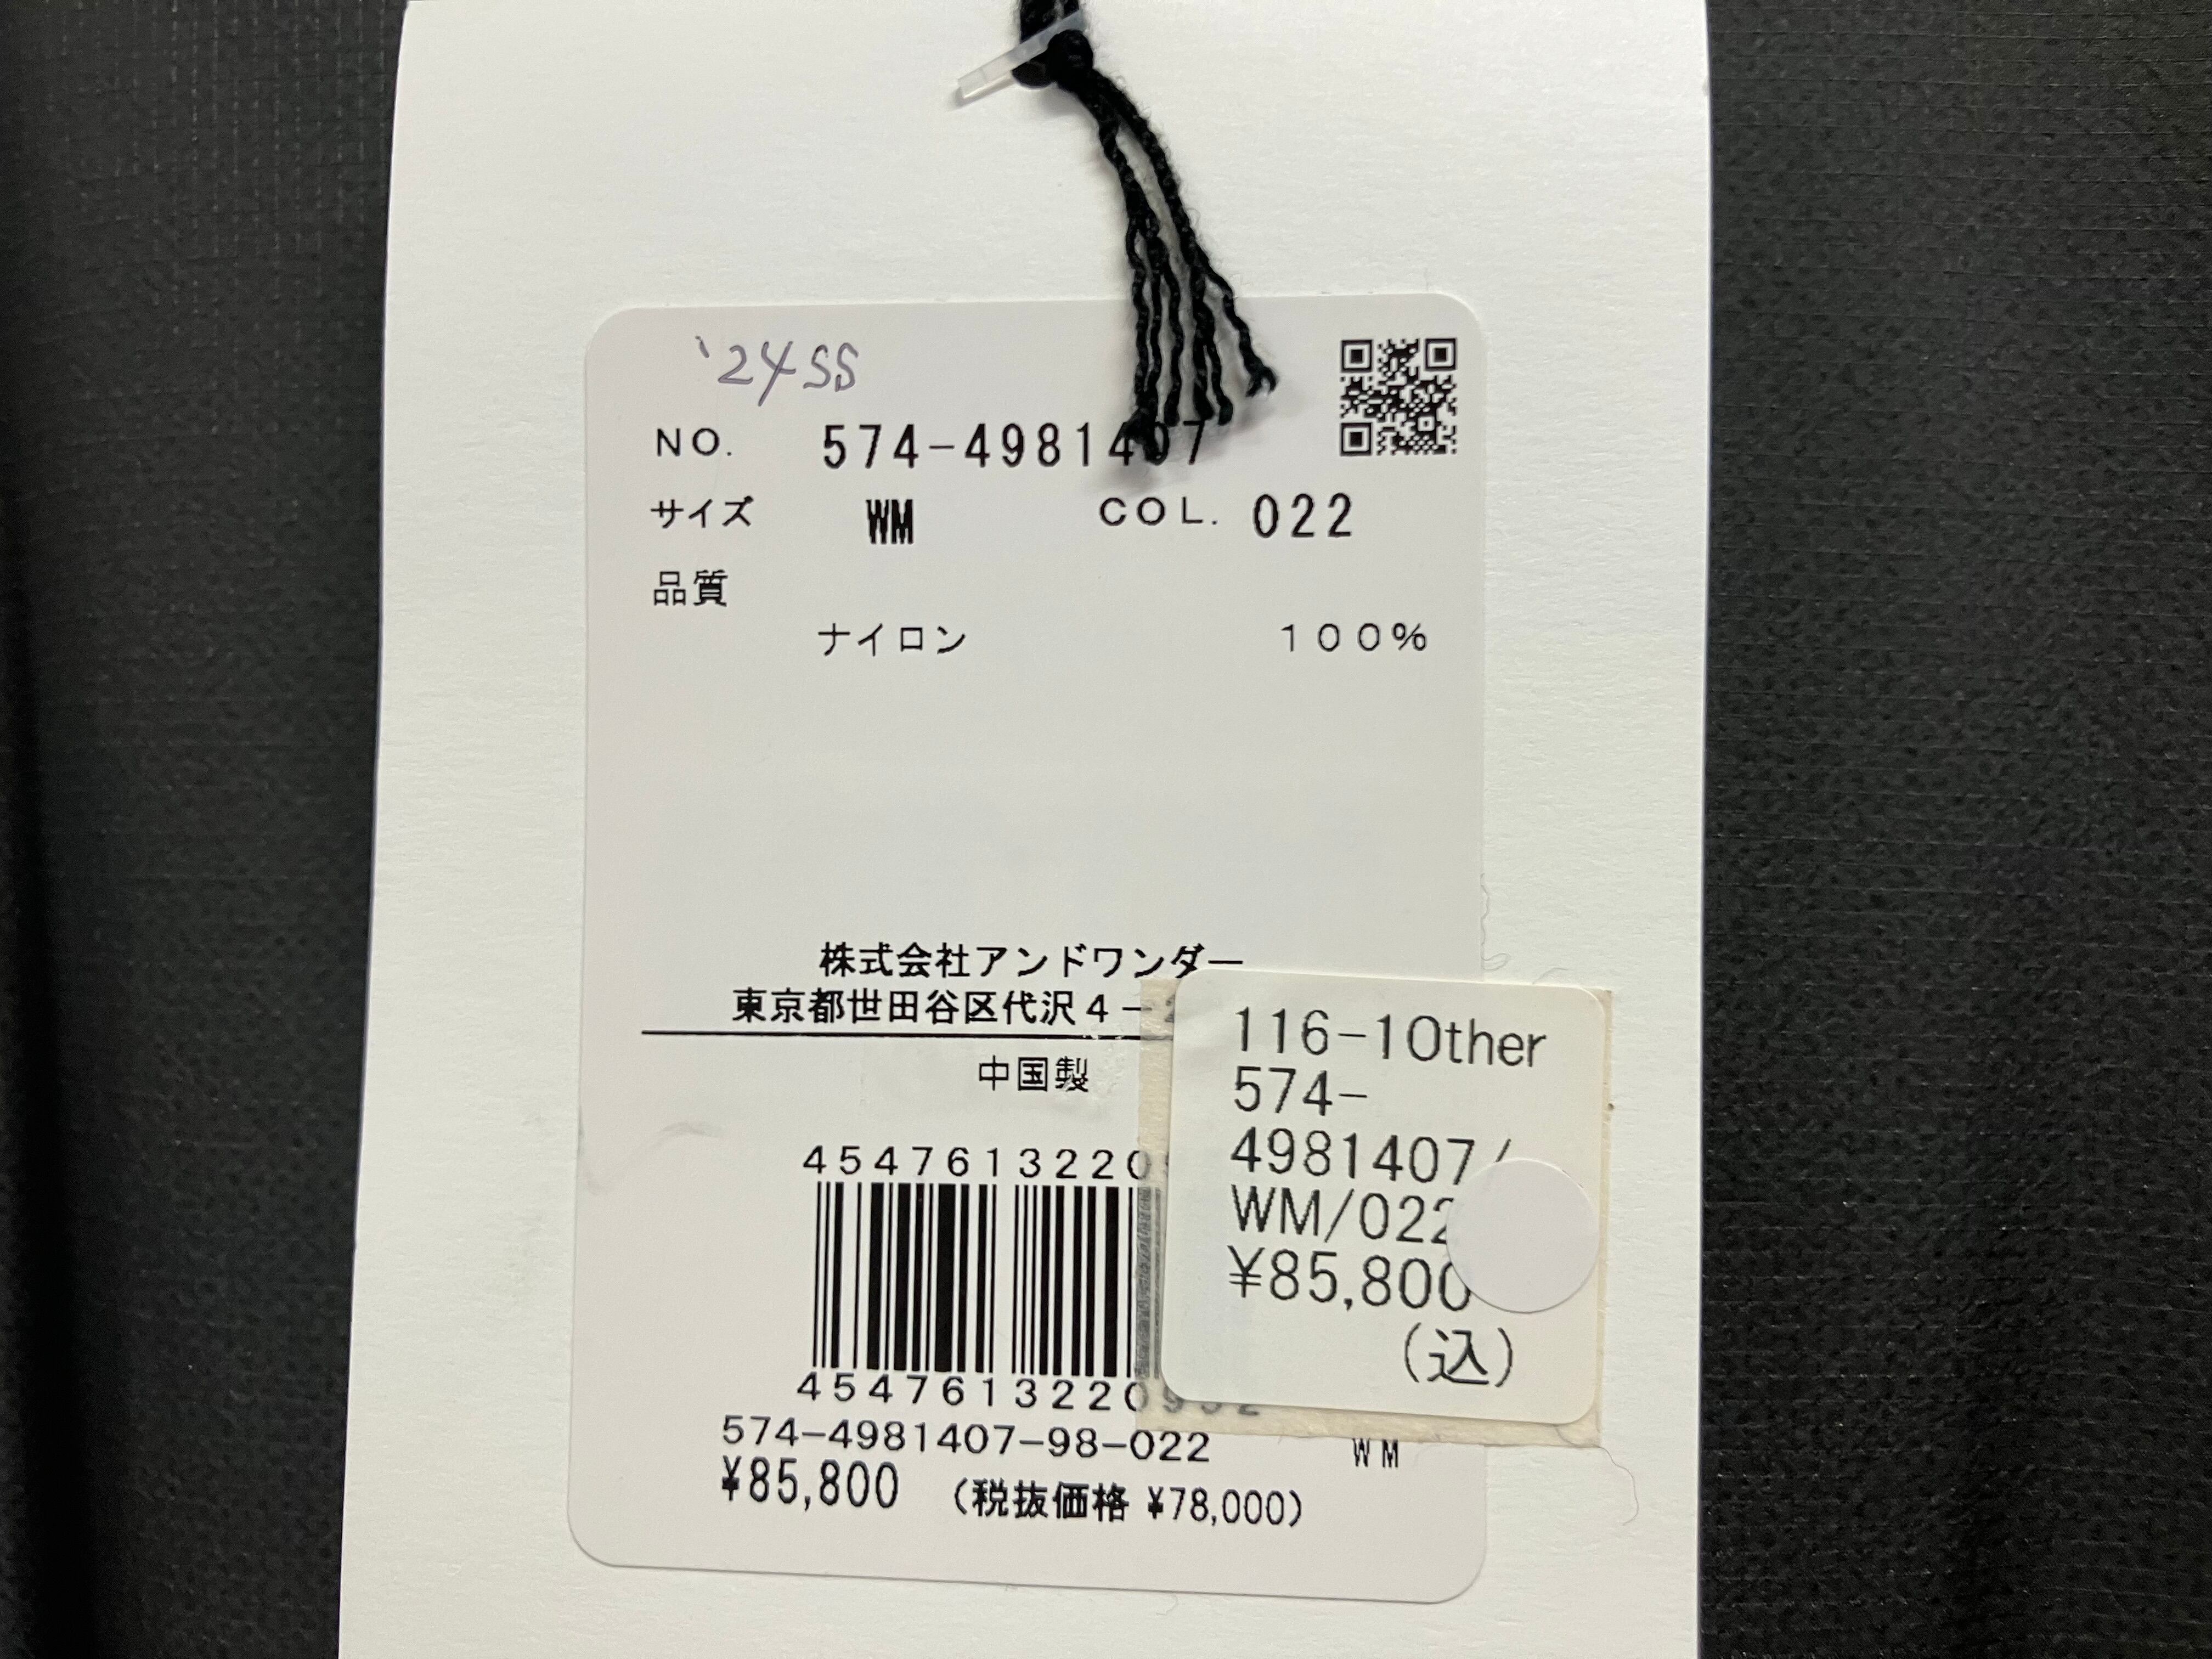 '24SS
NO. 574-4981407
サイズ WM COL. 022
品質
ナイロン 100%
株式会社アンドワンダー
東京都世田谷区代沢4-
中国製
4547613220
4547613220932
574-4981407-98-022 WM
¥85,800 (税抜価格 ¥78,000)
116-1Other
574-
4981407/
WM/022
¥85,800
(込)